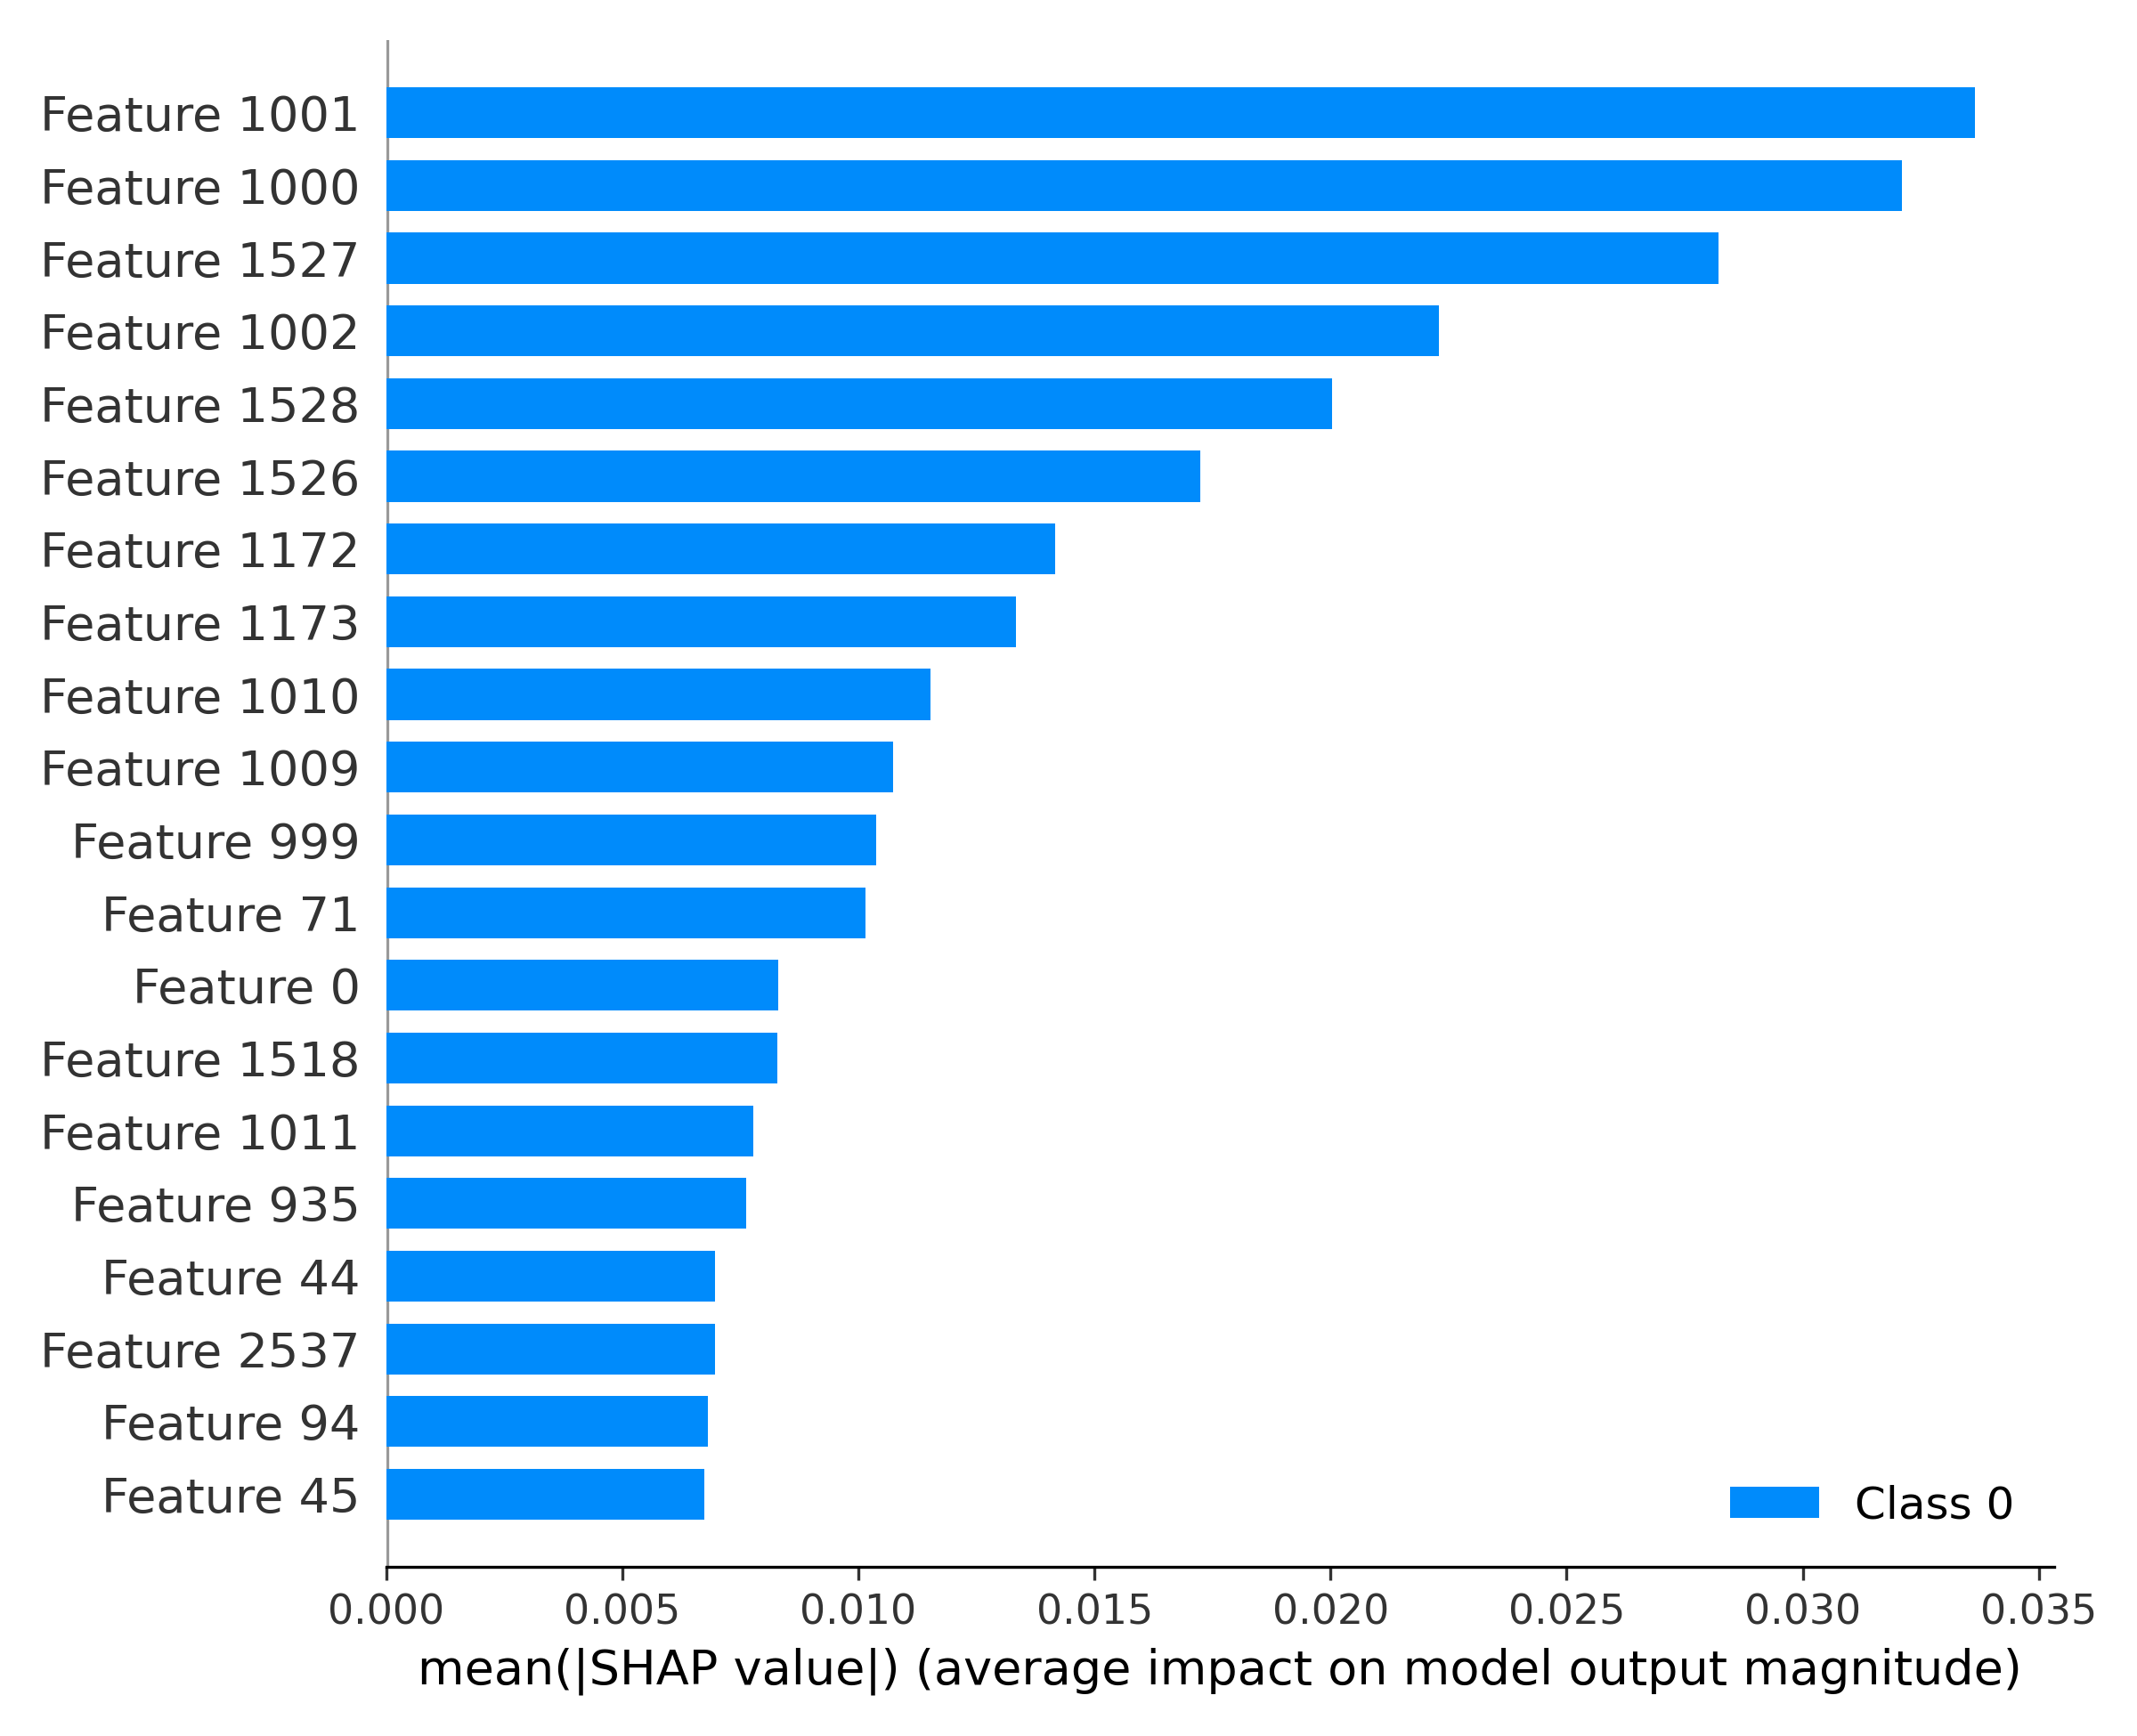 Feature 1001
Feature 1000
Feature 1527
Feature 1002
Feature 1528
Feature 1526
Feature 1172
Feature 1173
Feature 1010
Feature 1009
Feature 999
Feature 71
Feature 0
Feature 1518
Feature 1011
Feature 935
Feature 44
Feature 2537
Feature 94
Feature 45
Class 0
0.000 0.005 0.010 0.015 0.020 0.025 0.030 0.035
mean(|SHAP value|) (average impact on model output magnitude)